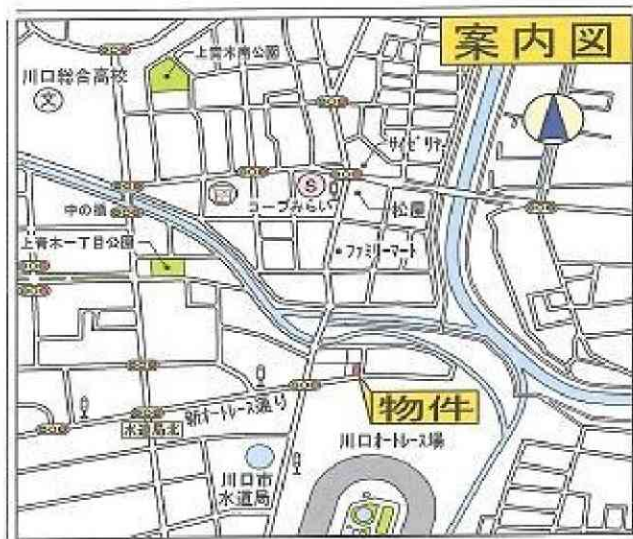 案内図
上青木南公園
川口総合高校
文
サイゼリヤ
S
コープみらい
松屋
中の橋
上青木一丁目公園
ファミリーマート
物件
新オートレース通り
水道局北
川口オートレース場
川口市
水道局